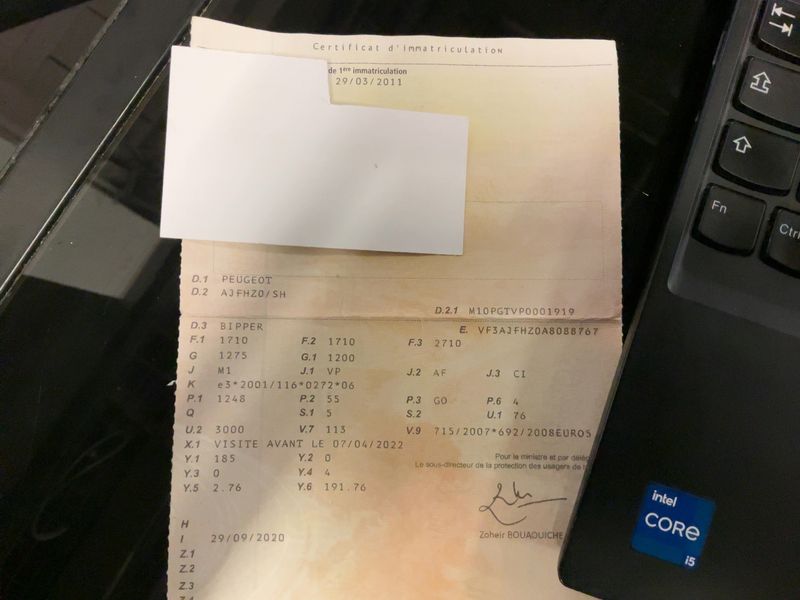 Certificat d'immatriculation
de 1ère immatriculation
29/03/2011
D.1 PEUGEOT
D.2 AJFHZ0/SH
D.2.1 M10PGTVP0001919
D.3 BIPPER
E. VF3AJFHZ0A8088767
F.1 1710 F.2 1710 F.3 2710
G 1275 G.1 1200
J M1 J.1 VP J.2 AF J.3 CI
K e3*2001/116*0272*06
P.1 1248 P.2 55 P.3 GO P.6 4
Q S.1 5 S.2 U.1 76
U.2 3000 V.7 113 V.9 715/2007*692/2008EURO5
X.1 VISITE AVANT LE 07/04/2022
Y.1 185 Y.2 0
Y.3 0 Y.4 4
Y.5 2.76 Y.6 191.76
Pour le ministre et par délé
Le sous-directeur de la protection des usagers de
Zoheir BOUAOUICHE
H
I 29/09/2020
Z.1
Z.2
Z.3
Z.4
Fn
Ctrl
intel
CORE
i5